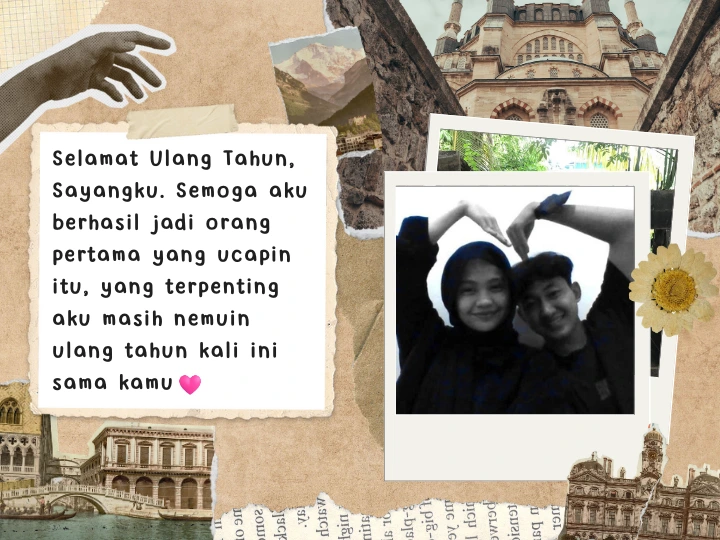 Selamat Ulang Tahun,
Sayangku. Semoga aku
berhasil jadi orang
pertama yang ucapin
itu, yang terpenting
aku masih nemuin
ulang tahun kali ini
sama kamu🩷